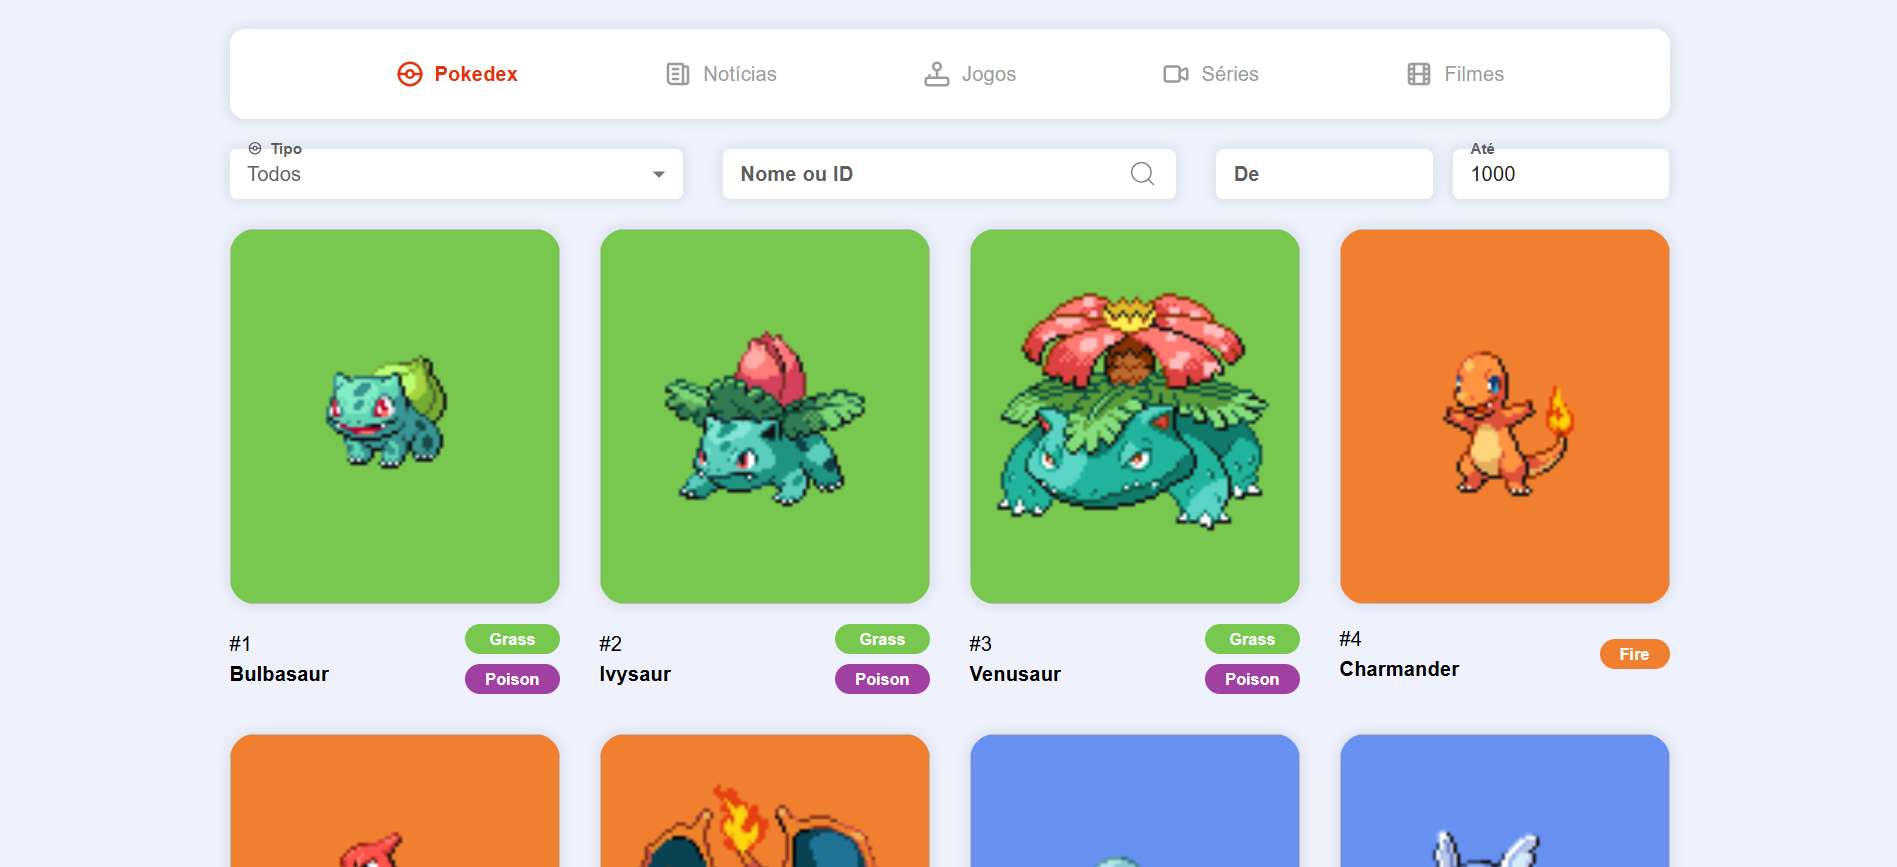 Pokedex
Notícias
Jogos
Séries
Filmes
Tipo
Todos
Nome ou ID
De
Até
1000
#1
Bulbasaur
Grass
Poison
#2
Ivysaur
Grass
Poison
#3
Venusaur
Grass
Poison
#4
Charmander
Fire